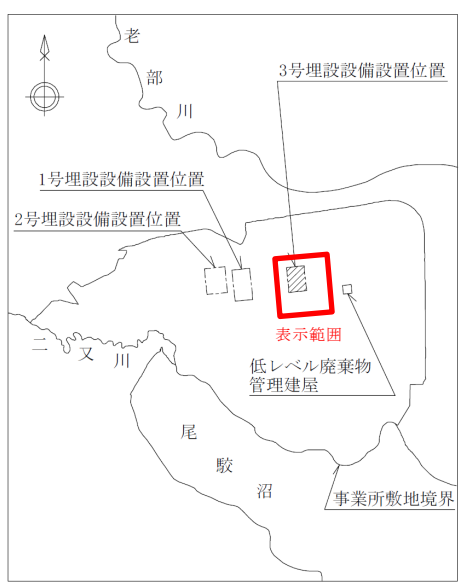 老部川
3号埋設設備設置位置
1号埋設設備設置位置
2号埋設設備設置位置
表示範囲
二又川
低レベル廃棄物
管理建屋
尾駮沼
事業所敷地境界